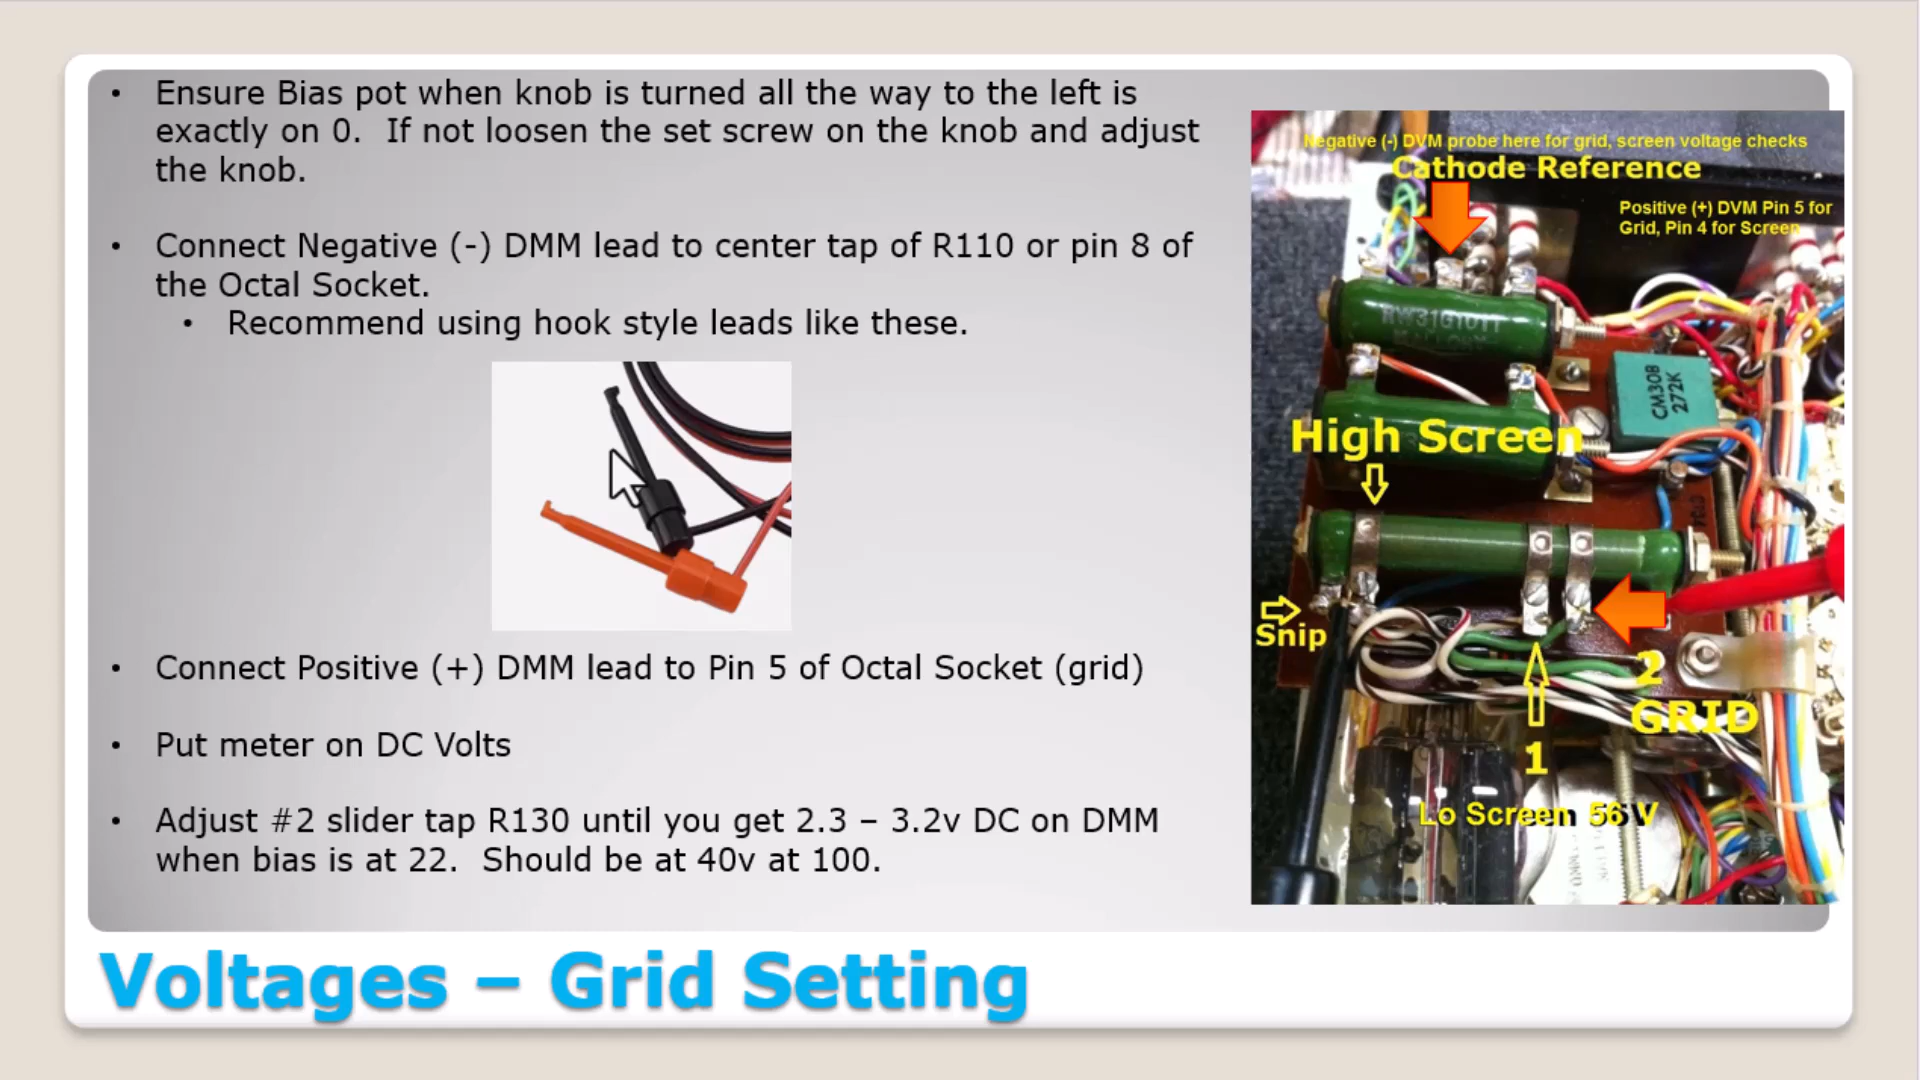 • Ensure Bias pot when knob is turned all the way to the left is
exactly on 0.  If not loosen the set screw on the knob and adjust
the knob.
• Connect Negative (-) DMM lead to center tap of R110 or pin 8 of
the Octal Socket.
• Recommend using hook style leads like these.
• Connect Positive (+) DMM lead to Pin 5 of Octal Socket (grid)
• Put meter on DC Volts
• Adjust #2 slider tap R130 until you get 2.3 – 3.2v DC on DMM
when bias is at 22.  Should be at 40v at 100.
Negative (-) DVM probe here for grid, screen voltage checks
Cathode Reference
Positive (+) DVM Pin 5 for
Grid, Pin 4 for Screen
CM30B
272K
High Screen
Snip
2
GRID
1
Lo Screen 56 V
Voltages – Grid Setting